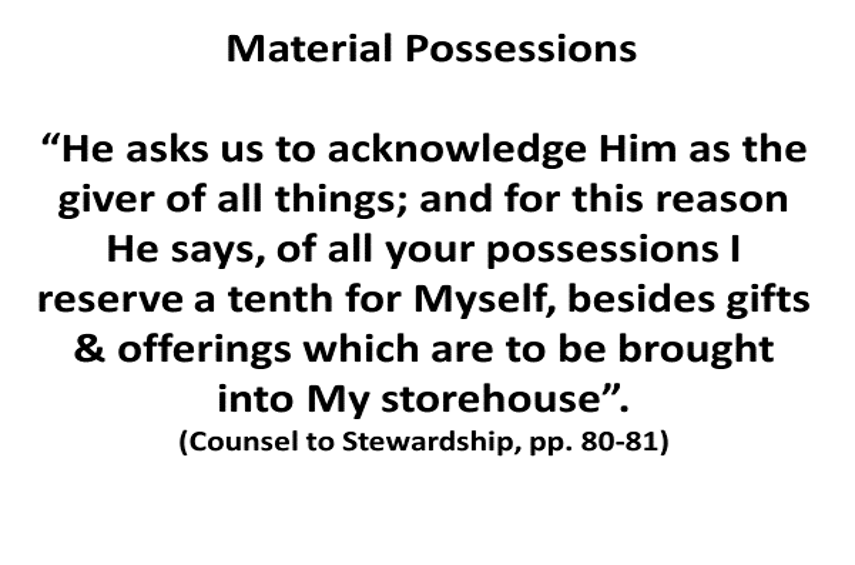 Material Possessions
“He asks us to acknowledge Him as the
giver of all things; and for this reason
He says, of all your possessions I
reserve a tenth for Myself, besides gifts
& offerings which are to be brought
into My storehouse”.
(Counsel to Stewardship, pp. 80-81)